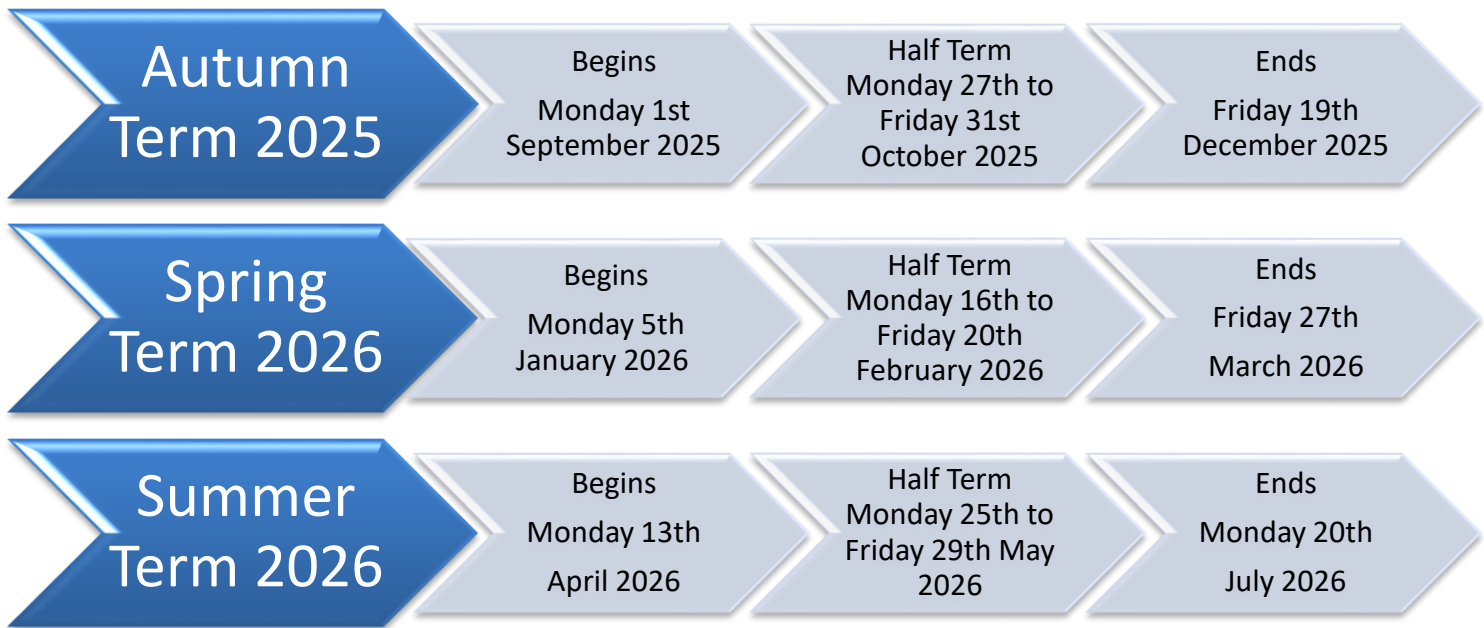 Autumn
Term 2025
Begins
Monday 1st
September 2025
Half Term
Monday 27th to
Friday 31st
October 2025
Ends
Friday 19th
December 2025
Spring
Term 2026
Begins
Monday 5th
January 2026
Half Term
Monday 16th to
Friday 20th
February 2026
Ends
Friday 27th
March 2026
Summer
Term 2026
Begins
Monday 13th
April 2026
Half Term
Monday 25th to
Friday 29th May
2026
Ends
Monday 20th
July 2026